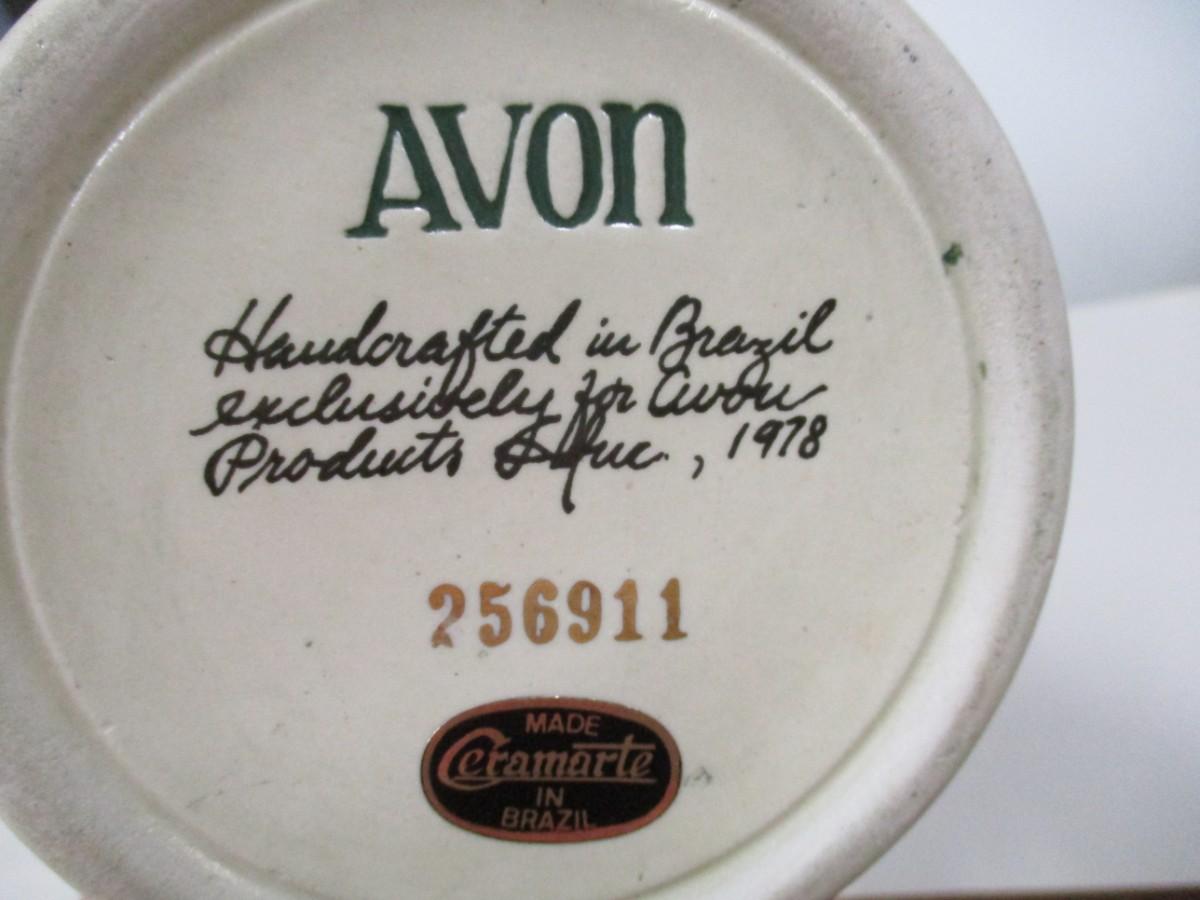 AVON
Handcrafted in Brazil
exclusively for Avon
Products Inc., 1978
256911
MADE
Ceramarte
IN
BRAZIL